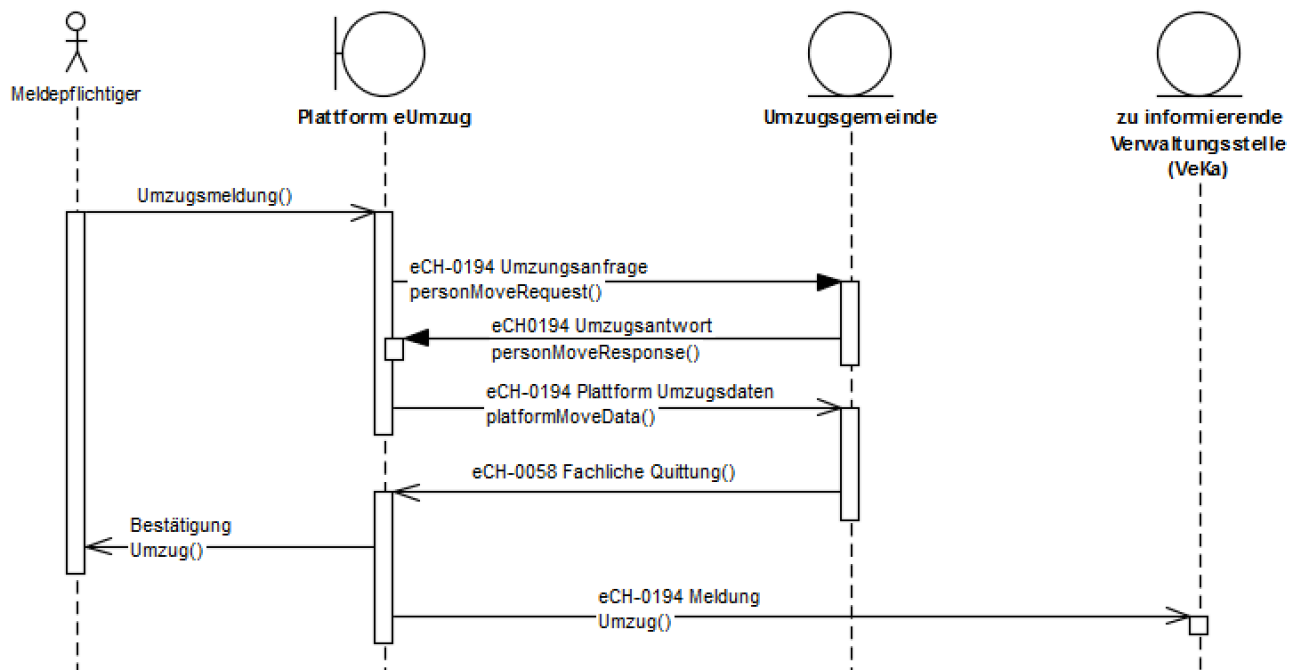 Meldepflichtiger
Plattform eUmzug
Umzugsgemeinde
zu informierende
Verwaltungsstelle
(VeKa)
Umzugsmeldung()
eCH-0194 Umzungsanfrage
personMoveRequest()
eCH0194 Umzugsantwort
personMoveResponse()
eCH-0194 Plattform Umzugsdaten
platformMoveData()
eCH-0058 Fachliche Quittung()
Bestätigung
Umzug()
eCH-0194 Meldung
Umzug()